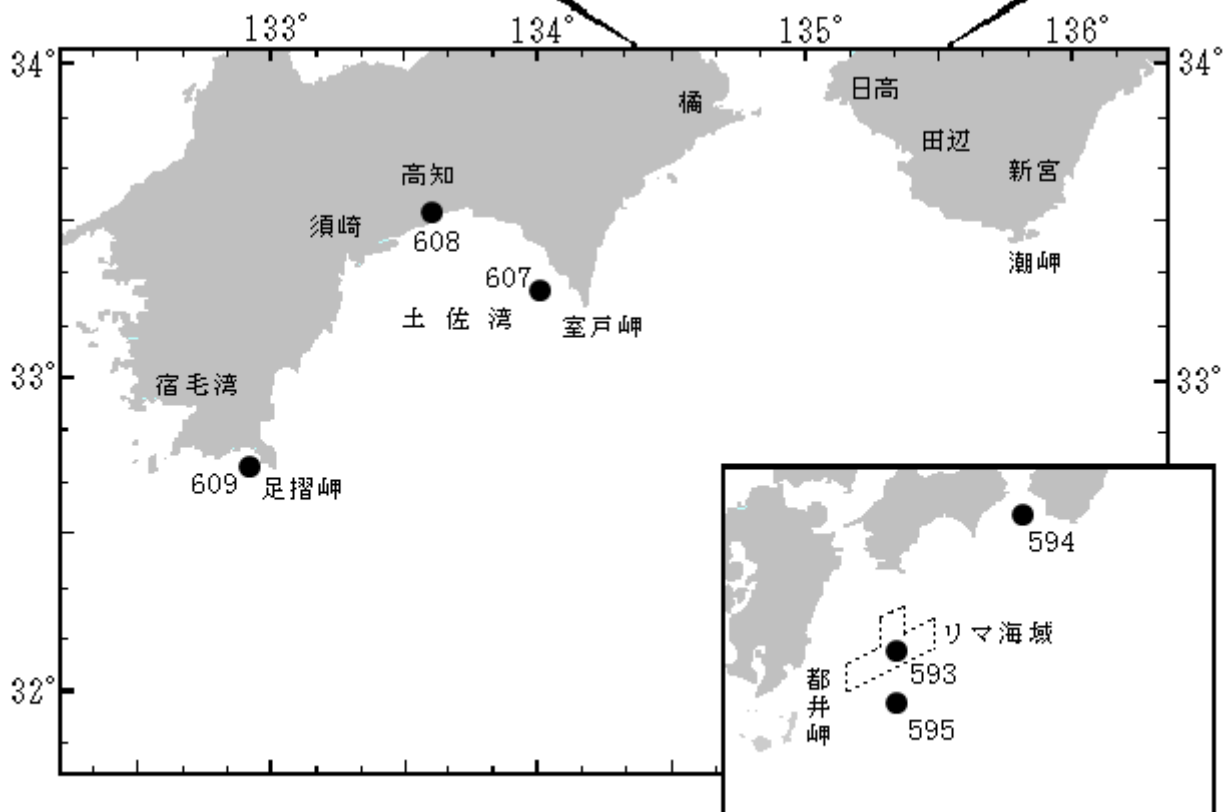 133°
134°
135°
136°
34°
34°
日高
橘
田辺
高知
新宮
須崎
608
潮岬
607
土佐湾
室戸岬
33°
33°
宿毛湾
609
足摺岬
594
リマ海域
593
都井岬
32°
595